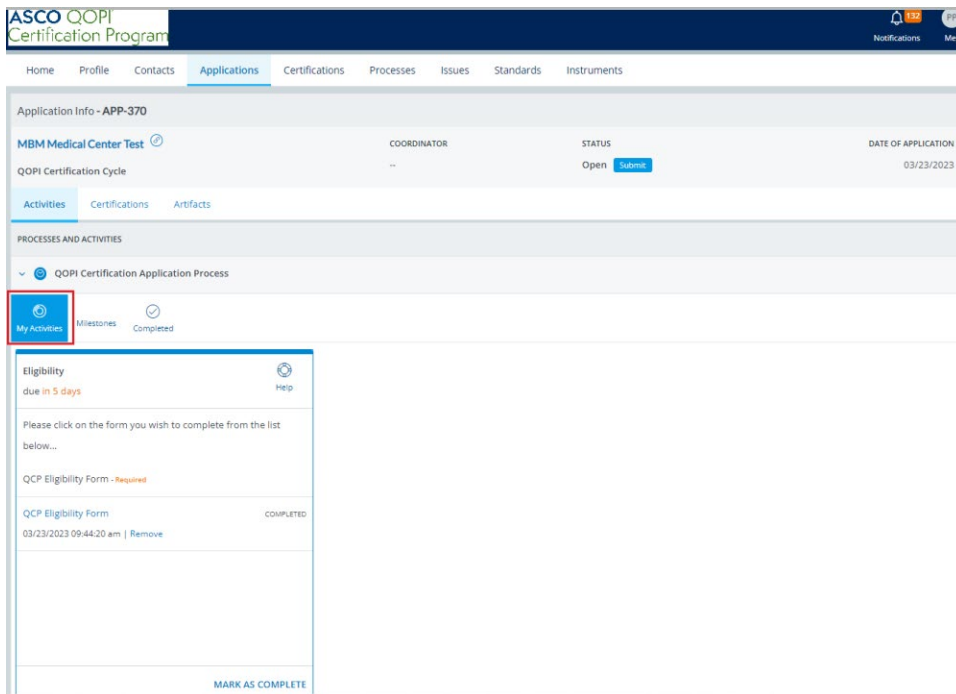 ASCO QOPI
Certification Program
132
PP
Notifications
Me
Home Profile Contacts Applications Certifications Processes Issues Standards Instruments
Application Info - APP-370
MBM Medical Center Test
COORDINATOR
STATUS
DATE OF APPLICATION
QOPI Certification Cycle
--
Open Submit
03/23/2023
Activities Certifications Artifacts
PROCESSES AND ACTIVITIES
QOPI Certification Application Process
My Activities
Milestones
Completed
Eligibility
due in 5 days
Help
Please click on the form you wish to complete from the list
below...
QCP Eligibility Form - Required
QCP Eligibility Form COMPLETED
03/23/2023 09:44:20 am | Remove
MARK AS COMPLETE